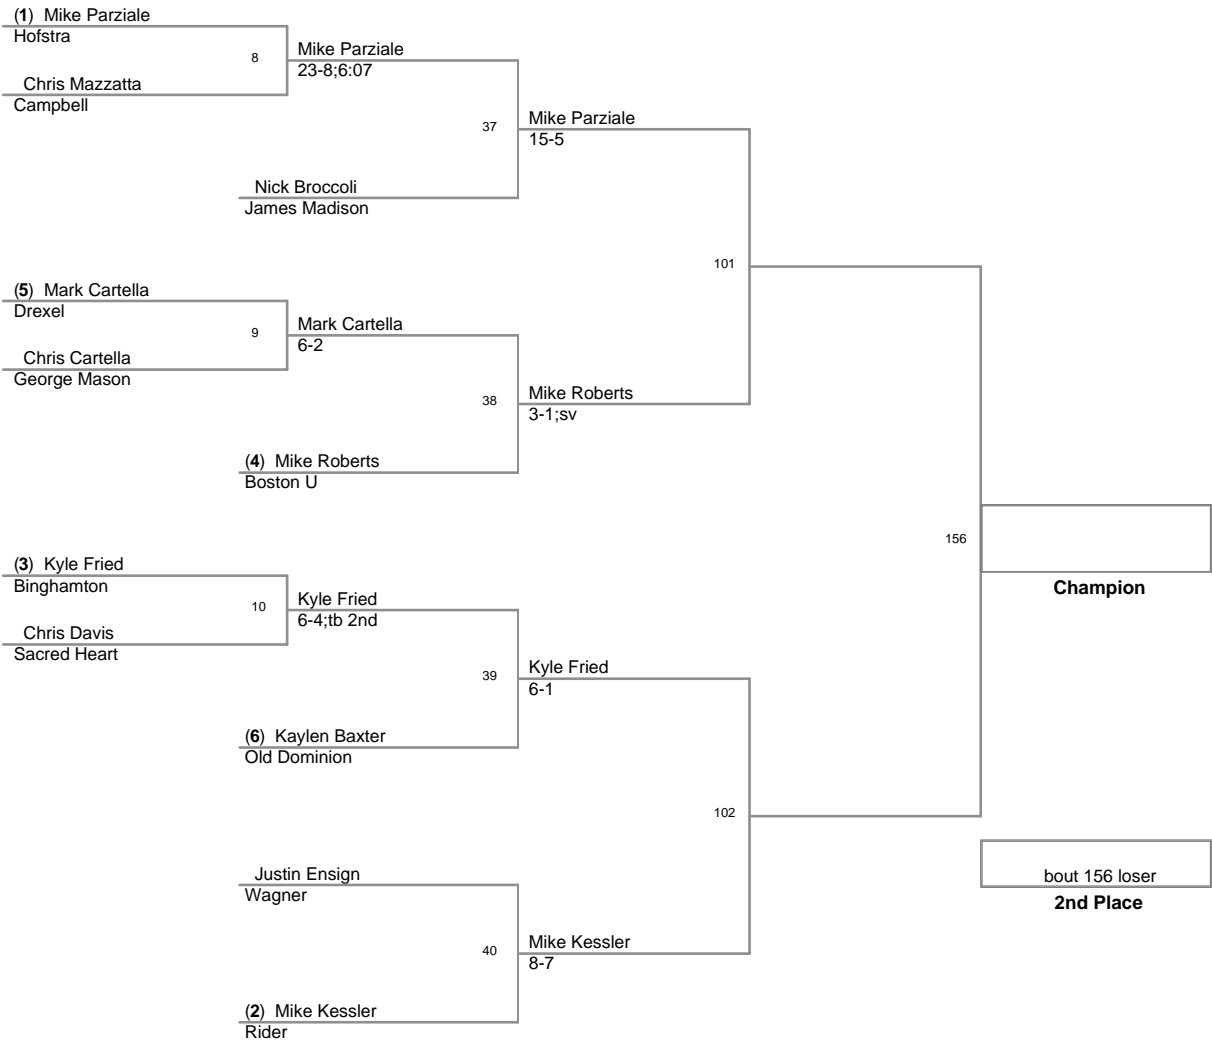 (1) Mike Parziale
Hofstra
8
Mike Parziale
23-8;6:07
Chris Mazzatta
Campbell
37
Mike Parziale
15-5
Nick Broccoli
James Madison
101
(5) Mark Cartella
Drexel
9
Mark Cartella
6-2
Chris Cartella
George Mason
38
Mike Roberts
3-1;sv
(4) Mike Roberts
Boston U
156
Champion
(3) Kyle Fried
Binghamton
10
Kyle Fried
6-4;tb 2nd
Chris Davis
Sacred Heart
39
Kyle Fried
6-1
(6) Kaylen Baxter
Old Dominion
102
Justin Ensign
Wagner
bout 156 loser
2nd Place
40
Mike Kessler
8-7
(2) Mike Kessler
Rider